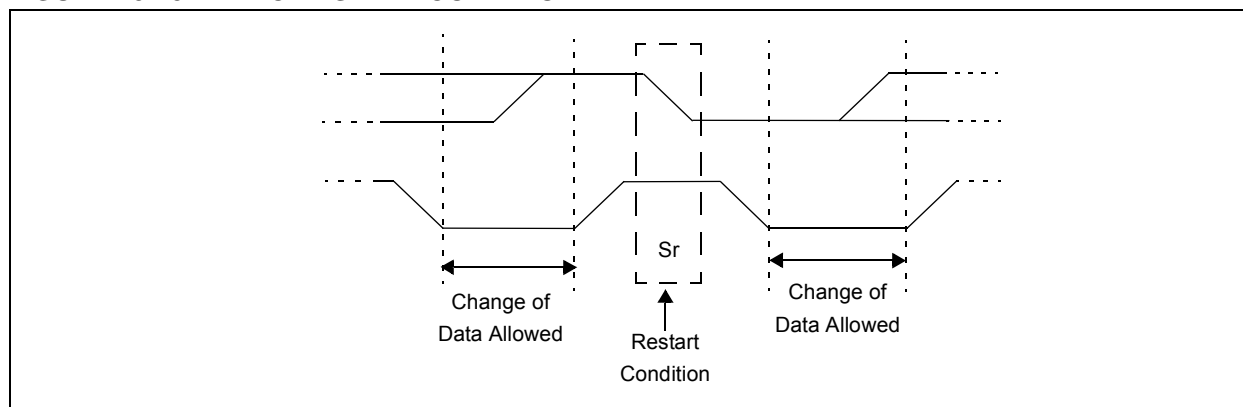 Sr
Change of
Data Allowed
Restart
Condition
Change of
Data Allowed